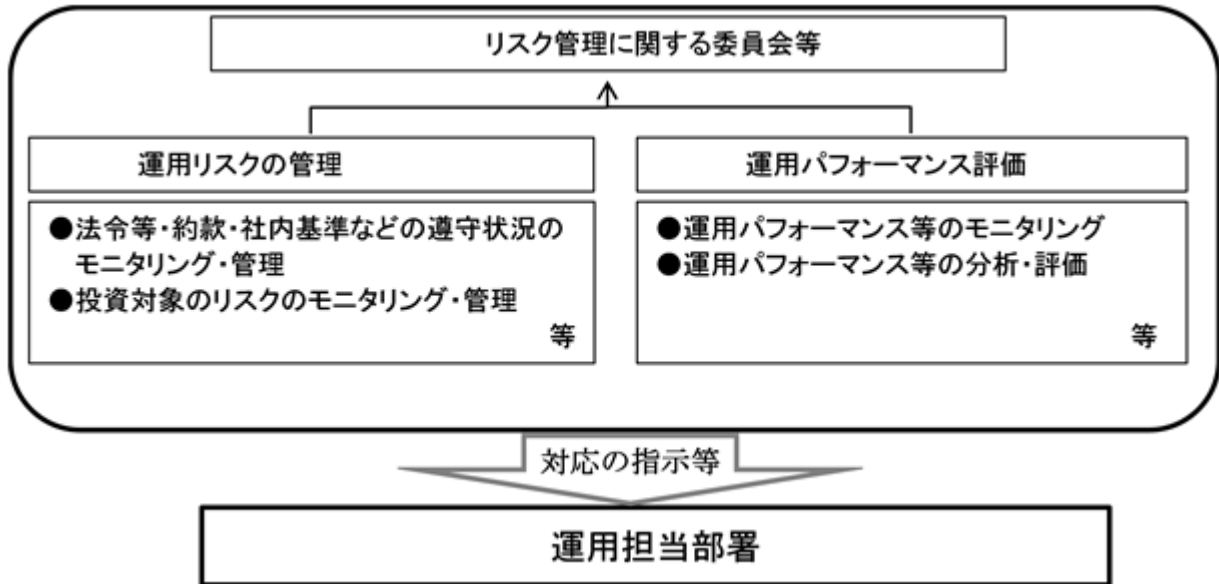 リスク管理に関する委員会等
運用リスクの管理
●法令等・約款・社内基準などの遵守状況の
モニタリング・管理
●投資対象のリスクのモニタリング・管理
等
運用パフォーマンス評価
●運用パフォーマンス等のモニタリング
●運用パフォーマンス等の分析・評価
等
対応の指示等
運用担当部署